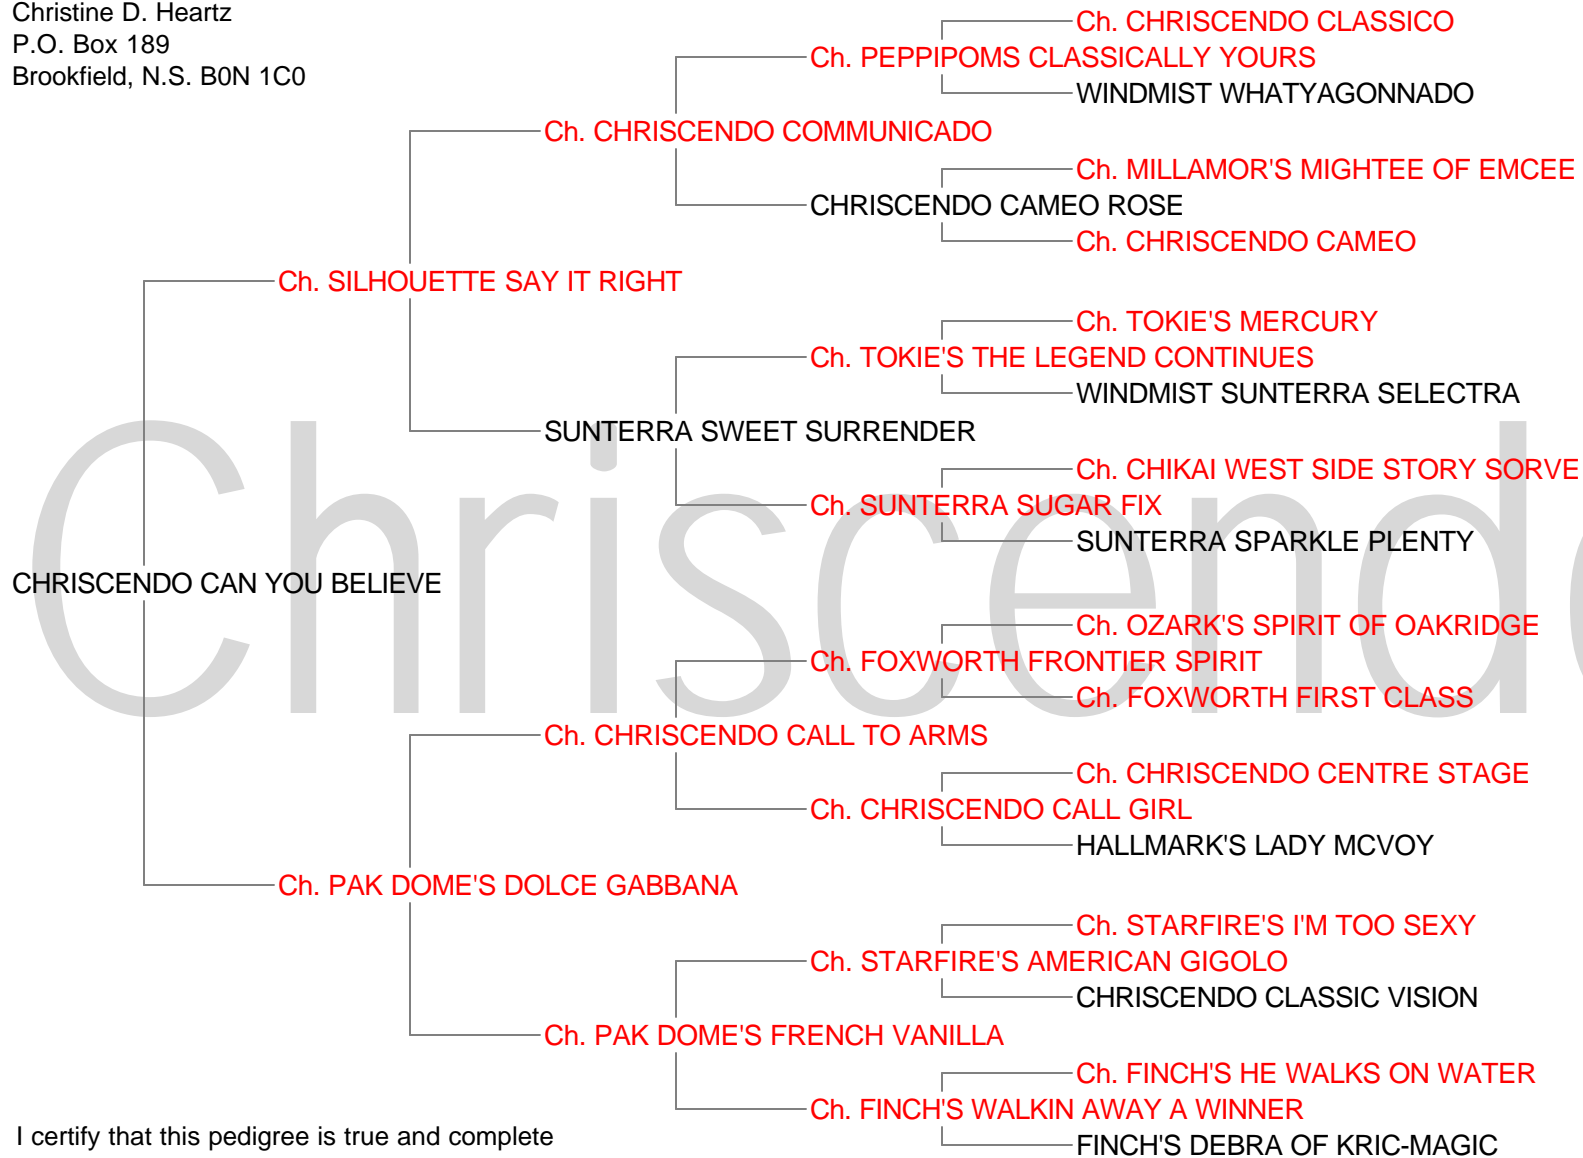 Christine D. Heartz
P.O. Box 189
Brookfield, N.S. B0N 1C0
Ch. CHRISCENDO CLASSICO
Ch. PEPPIPOMS CLASSICALLY YOURS
WINDMIST WHATYAGONNADO
Ch. CHRISCENDO COMMUNICADO
Ch. MILLAMOR'S MIGHTEE OF EMCEE
CHRISCENDO CAMEO ROSE
Ch. CHRISCENDO CAMEO
Ch. SILHOUETTE SAY IT RIGHT
Ch. TOKIE'S MERCURY
Ch. TOKIE'S THE LEGEND CONTINUES
WINDMIST SUNTERRA SELECTRA
SUNTERRA SWEET SURRENDER
Ch. CHIKAI WEST SIDE STORY SORVE
Ch. SUNTERRA SUGAR FIX
SUNTERRA SPARKLE PLENTY
Chriscendo
CHRISCENDO CAN YOU BELIEVE
Ch. OZARK'S SPIRIT OF OAKRIDGE
Ch. FOXWORTH FRONTIER SPIRIT
Ch. FOXWORTH FIRST CLASS
Ch. CHRISCENDO CALL TO ARMS
Ch. CHRISCENDO CENTRE STAGE
Ch. CHRISCENDO CALL GIRL
HALLMARK'S LADY MCVOY
Ch. PAK DOME'S DOLCE GABBANA
Ch. STARFIRE'S I'M TOO SEXY
Ch. STARFIRE'S AMERICAN GIGOLO
CHRISCENDO CLASSIC VISION
Ch. PAK DOME'S FRENCH VANILLA
Ch. FINCH'S HE WALKS ON WATER
Ch. FINCH'S WALKIN AWAY A WINNER
FINCH'S DEBRA OF KRIC-MAGIC
I certify that this pedigree is true and complete